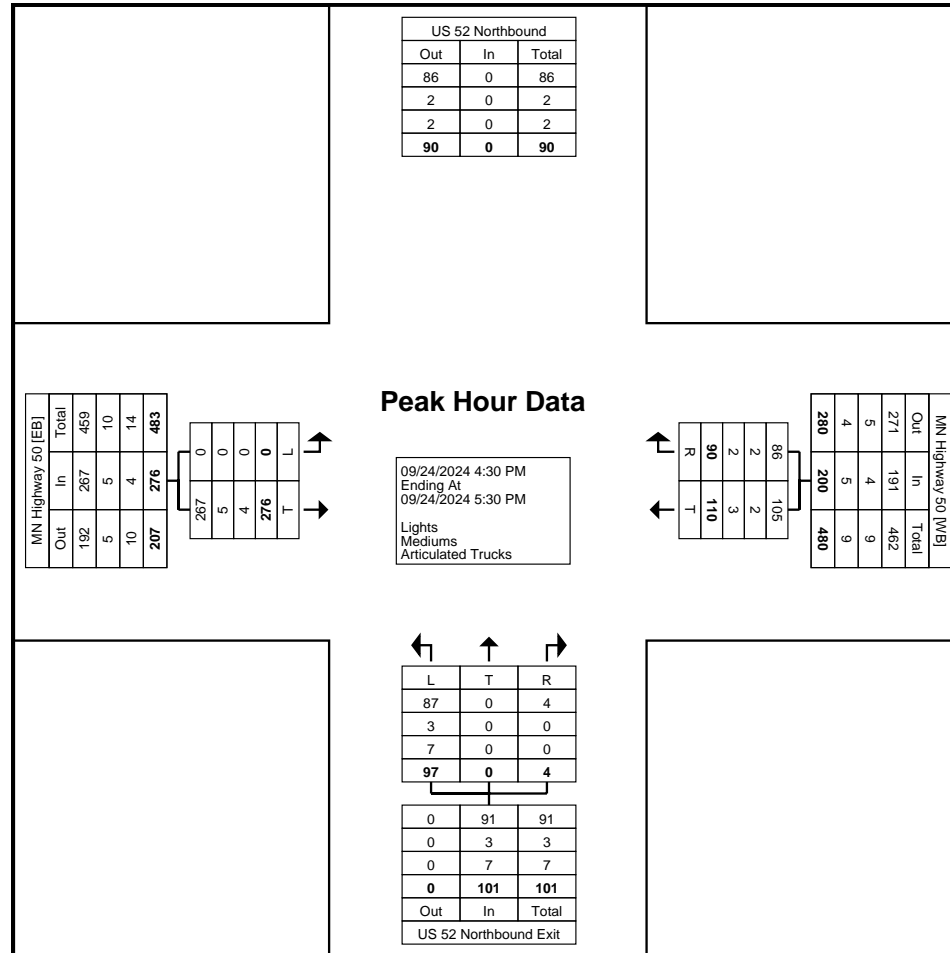 US 52 Northbound
Out In Total
86 0 86
2 0 2
2 0 2
90 0 90
Peak Hour Data
MN Highway 50 [EB]
Total 459 10 14 483
In 267 5 4 276
Out 192 5 10 207
0 0 0 0 L
267 5 4 276 T
09/24/2024 4:30 PM
Ending At
09/24/2024 5:30 PM
Lights
Mediums
Articulated Trucks
86 2 2 90 R
105 2 3 110 T
MN Highway 50 [WB]
Out 271 5 4 280
In 191 4 5 200
Total 462 9 9 480
L T R
87 0 4
3 0 0
7 0 0
97 0 4
0 91 91
0 3 3
0 7 7
0 101 101
Out In Total
US 52 Northbound Exit